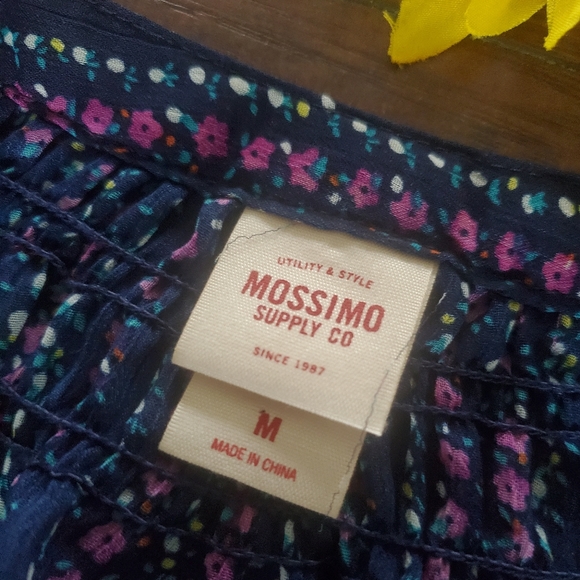 UTILITY & STYLE
MOSSIMO
SUPPLY CO
SINCE 1987
M
MADE IN CHINA